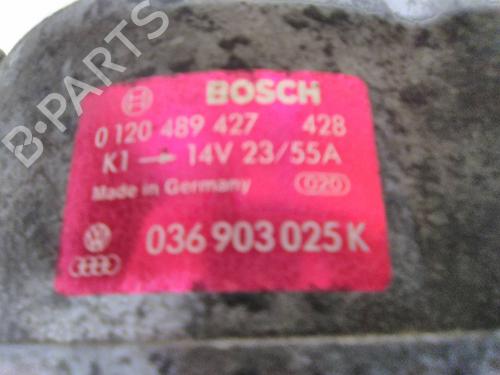 B-PARTS
BOSCH
0 120 489 427 428
K1 → 14V 23/55A
Made in Germany 020
036 903 025 K